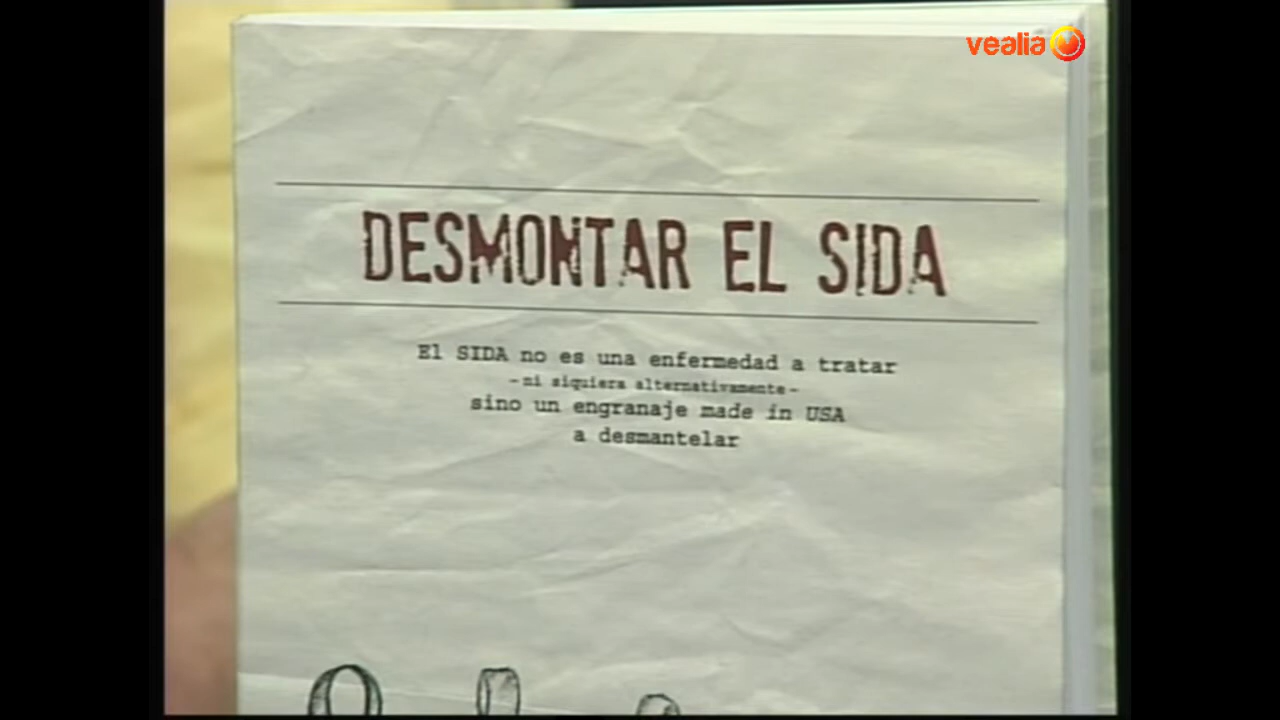 vealia
DESMONTAR EL SIDA
El SIDA no es una enfermedad a tratar
-ni siquiera alternativamente-
sino un engranaje made in USA
a desmantelar